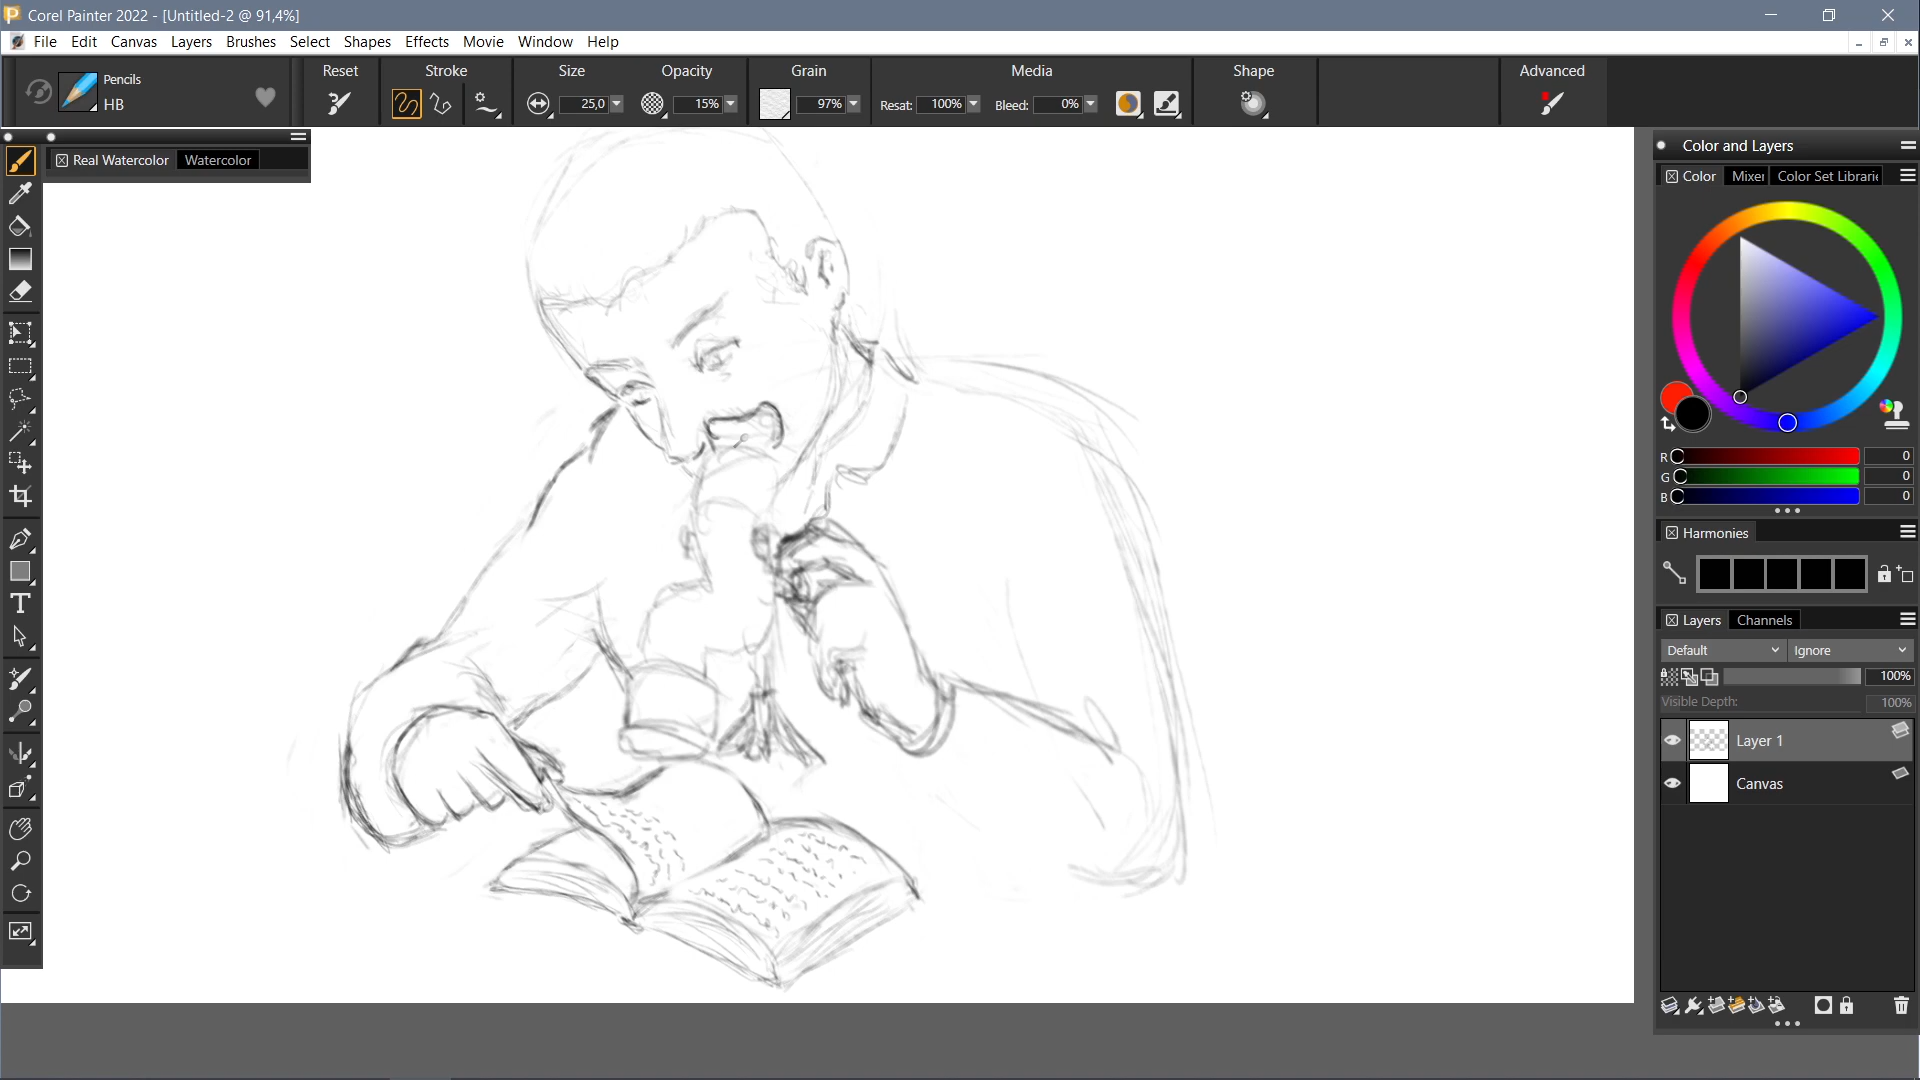 Corel Painter 2022 - [Untitled-2 @ 91,4%]
File Edit Canvas Layers Brushes Select Shapes Effects Movie Window Help
Pencils
HB
Reset
Stroke
Size
25,0
Opacity
15%
Grain
97%
Media
Resat: 100%
Bleed: 0%
Shape
Advanced
Real Watercolor Watercolor
Color and Layers
Color Mixer Color Set Librarie
R 0
G 0
B 0
Harmonies
Layers Channels
Default Ignore
100%
Visible Depth: 100%
Layer 1
Canvas